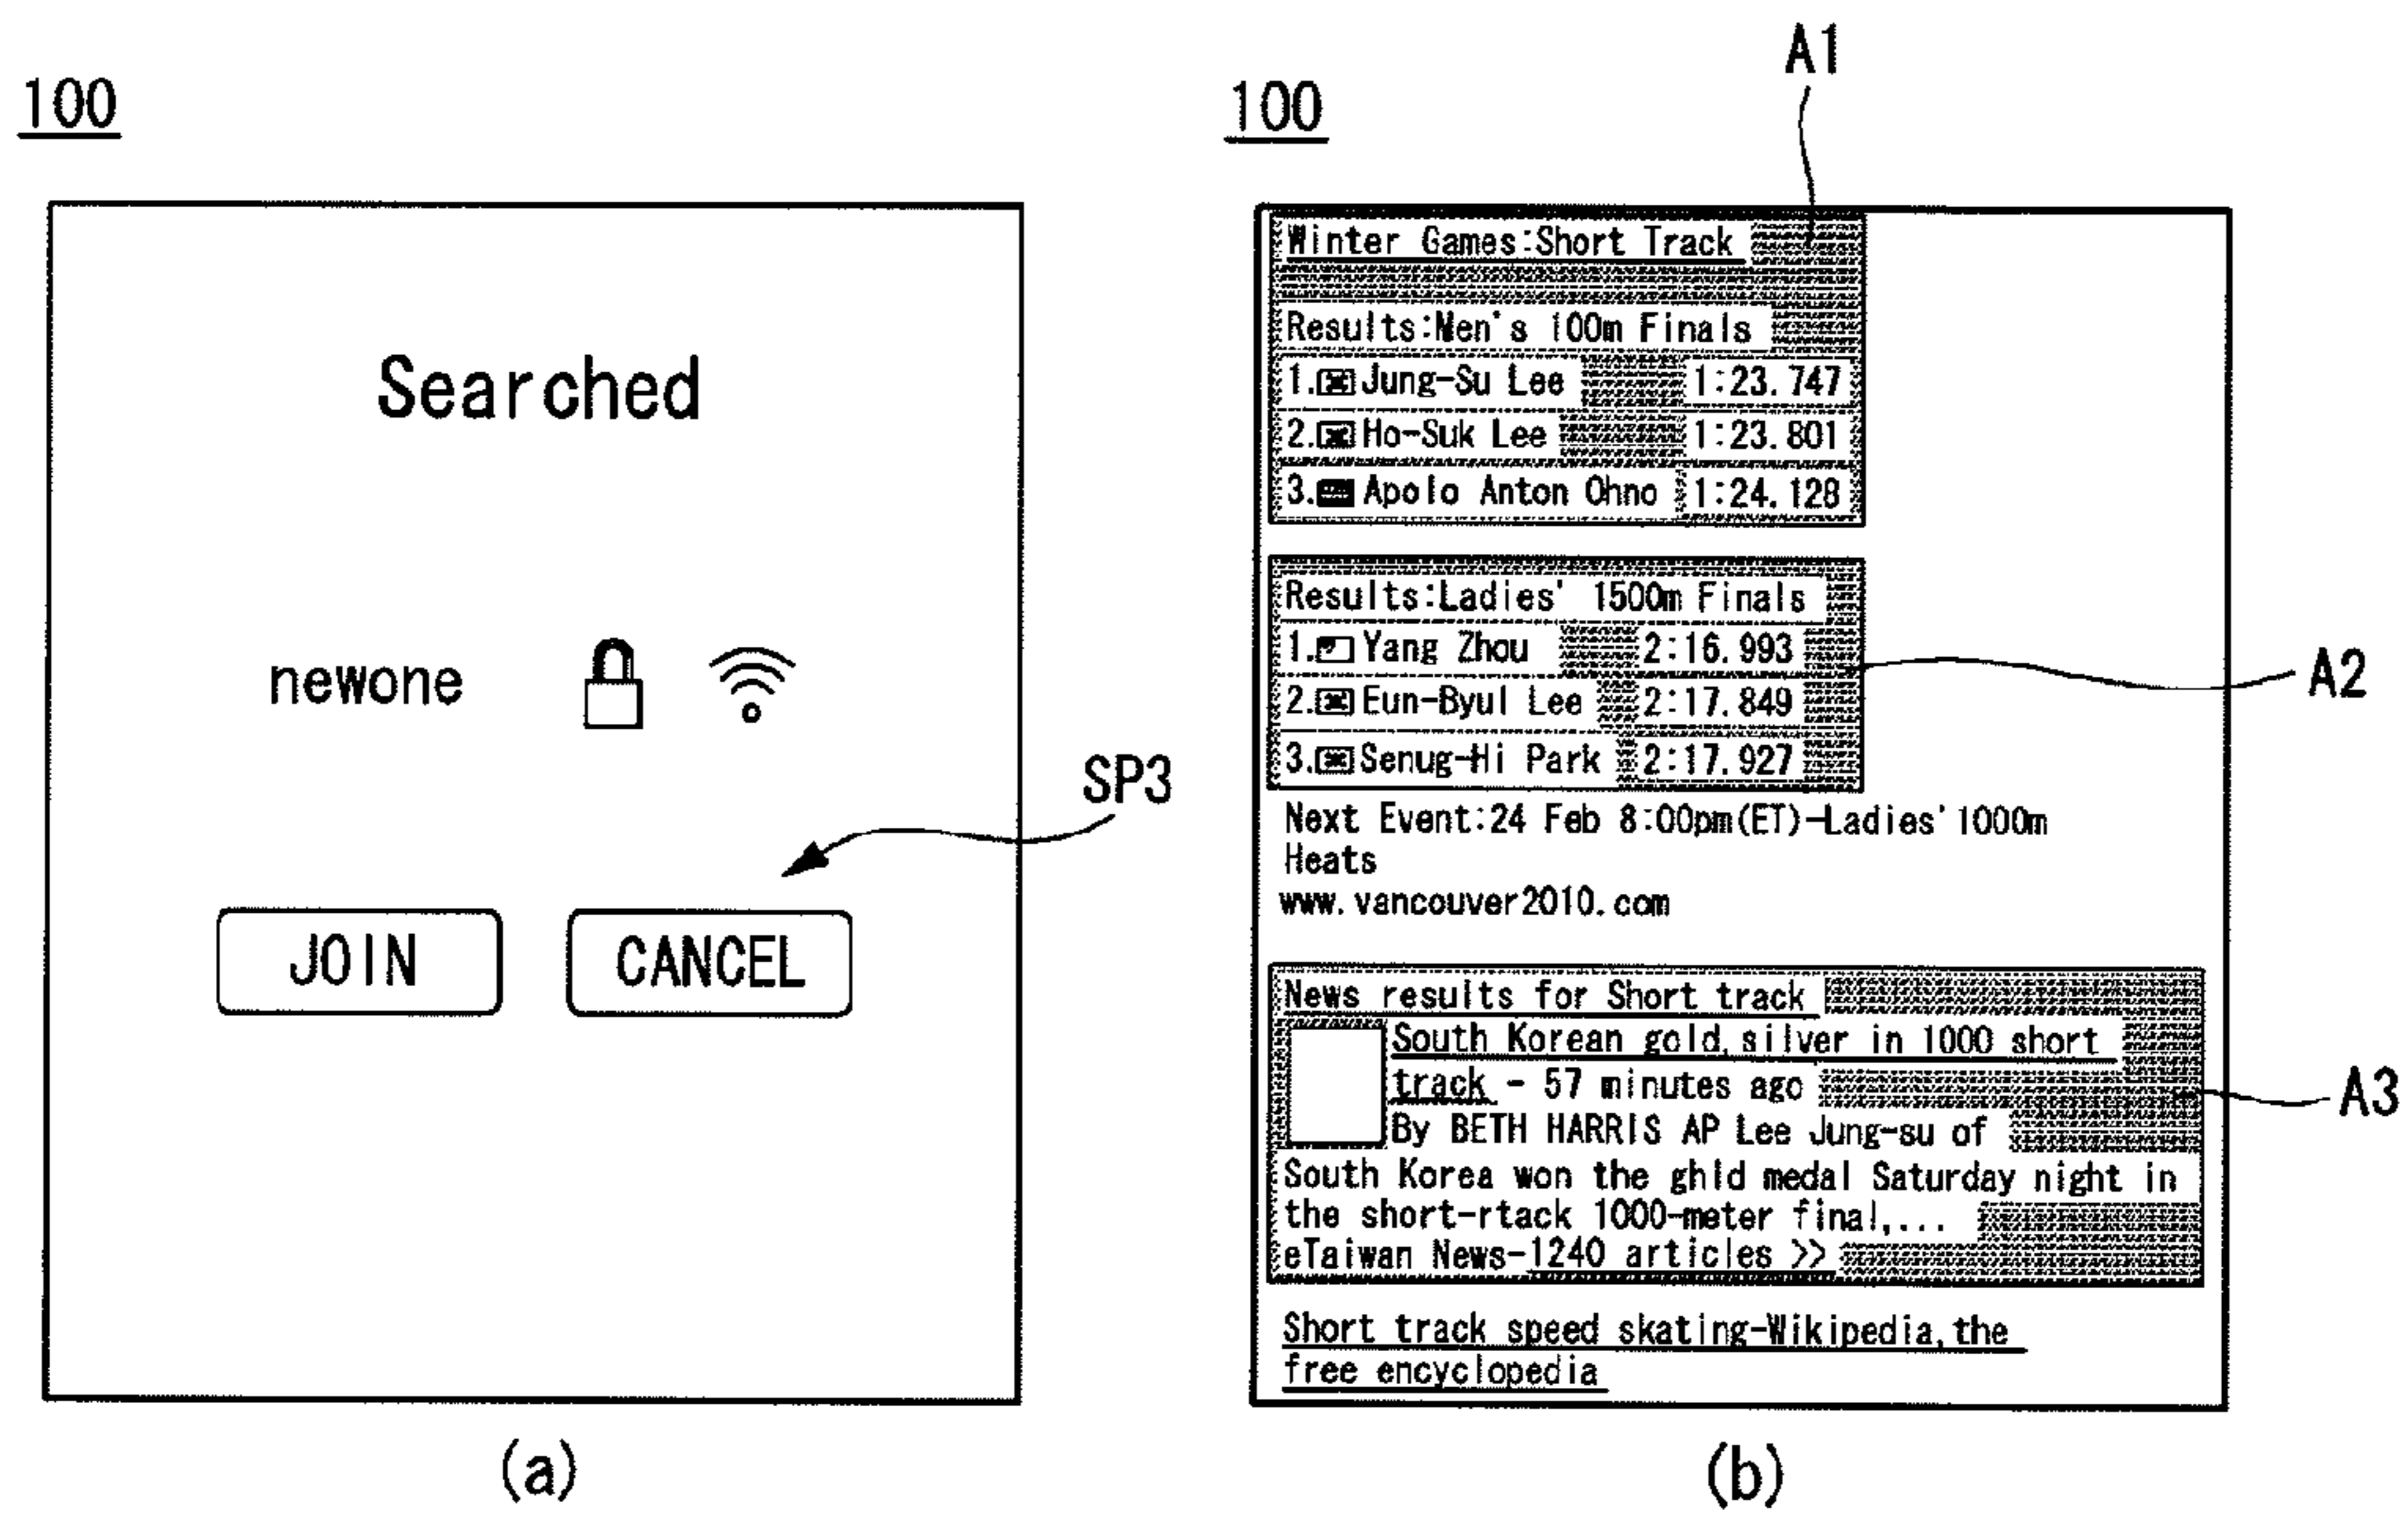 100
Searched
newone
SP3
JOIN
CANCEL
(a)
100
A1
Winter Games:Short Track
Results:Men's 100m Finals
1. Jung-Su Lee 1:23.747
2. Ho-Suk Lee 1:23.801
3. Apolo Anton Ohno 1:24.128
Results:Ladies' 1500m Finals
1. Yang Zhou 2:16.993
2. Eun-Byul Lee 2:17.849
3. Senug-Hi Park 2:17.927
A2
Next Event:24 Feb 8:00pm(ET)-Ladies'1000m
Heats
www.vancouver2010.com
News results for Short track
South Korean gold,silver in 1000 short
track - 57 minutes ago
A3
By BETH HARRIS AP Lee Jung-su of
South Korea won the ghld medal Saturday night in
the short-rtack 1000-meter final,...
eTaiwan News-1240 articles >>
Short track speed skating-Wikipedia,the
free encyclopedia
(b)